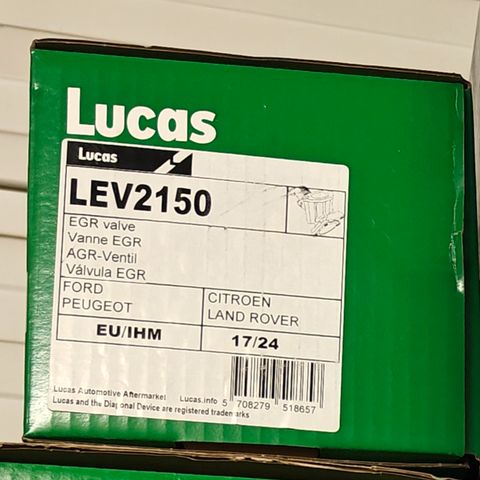 Lucas
Lucas
LEV2150
EGR valve
Vanne EGR
AGR-Ventil
Válvula EGR
FORD
PEUGEOT
CITROEN
LAND ROVER
EU/IHM
17/24
Lucas Automotive Aftermarket
Lucas.info
5 708279 518657
Lucas and the Diagonal Device are registered trademarks